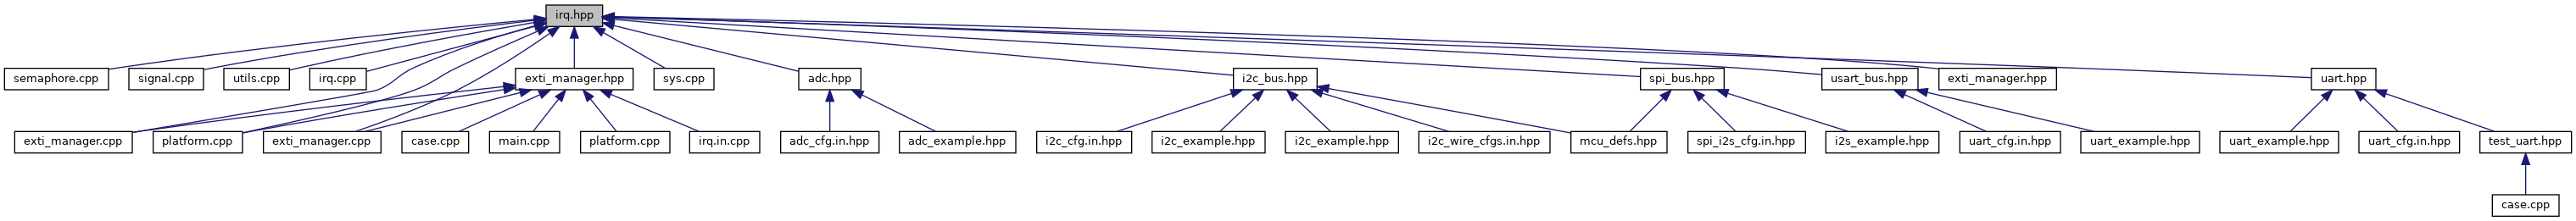 irq.hpp
semaphore.cpp
signal.cpp
utils.cpp
irq.cpp
exti_manager.hpp
sys.cpp
adc.hpp
i2c_bus.hpp
spi_bus.hpp
usart_bus.hpp
exti_manager.hpp
uart.hpp
exti_manager.cpp
platform.cpp
exti_manager.cpp
case.cpp
main.cpp
platform.cpp
irq.in.cpp
adc_cfg.in.hpp
adc_example.hpp
i2c_cfg.in.hpp
i2c_example.hpp
i2c_example.hpp
i2c_wire_cfgs.in.hpp
mcu_defs.hpp
spi_i2s_cfg.in.hpp
i2s_example.hpp
uart_cfg.in.hpp
uart_example.hpp
uart_example.hpp
uart_cfg.in.hpp
test_uart.hpp
case.cpp